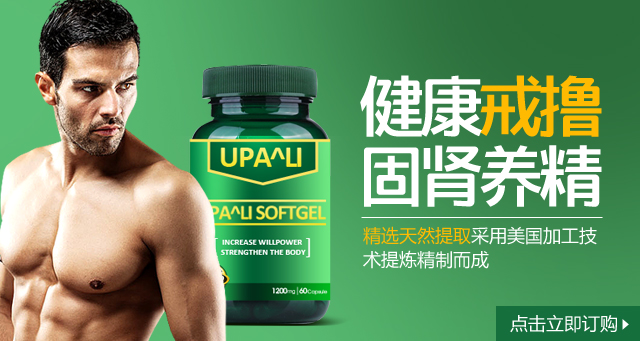 UPA^LI
PA^LI SOFTGEL
INCREASE WILLPOWER
STRENGTHEN THE BODY
1200mg | 60Capsule
健康戒撸
固肾养精
精选天然提取采用美国加工技
术提炼精制而成
点击立即订购